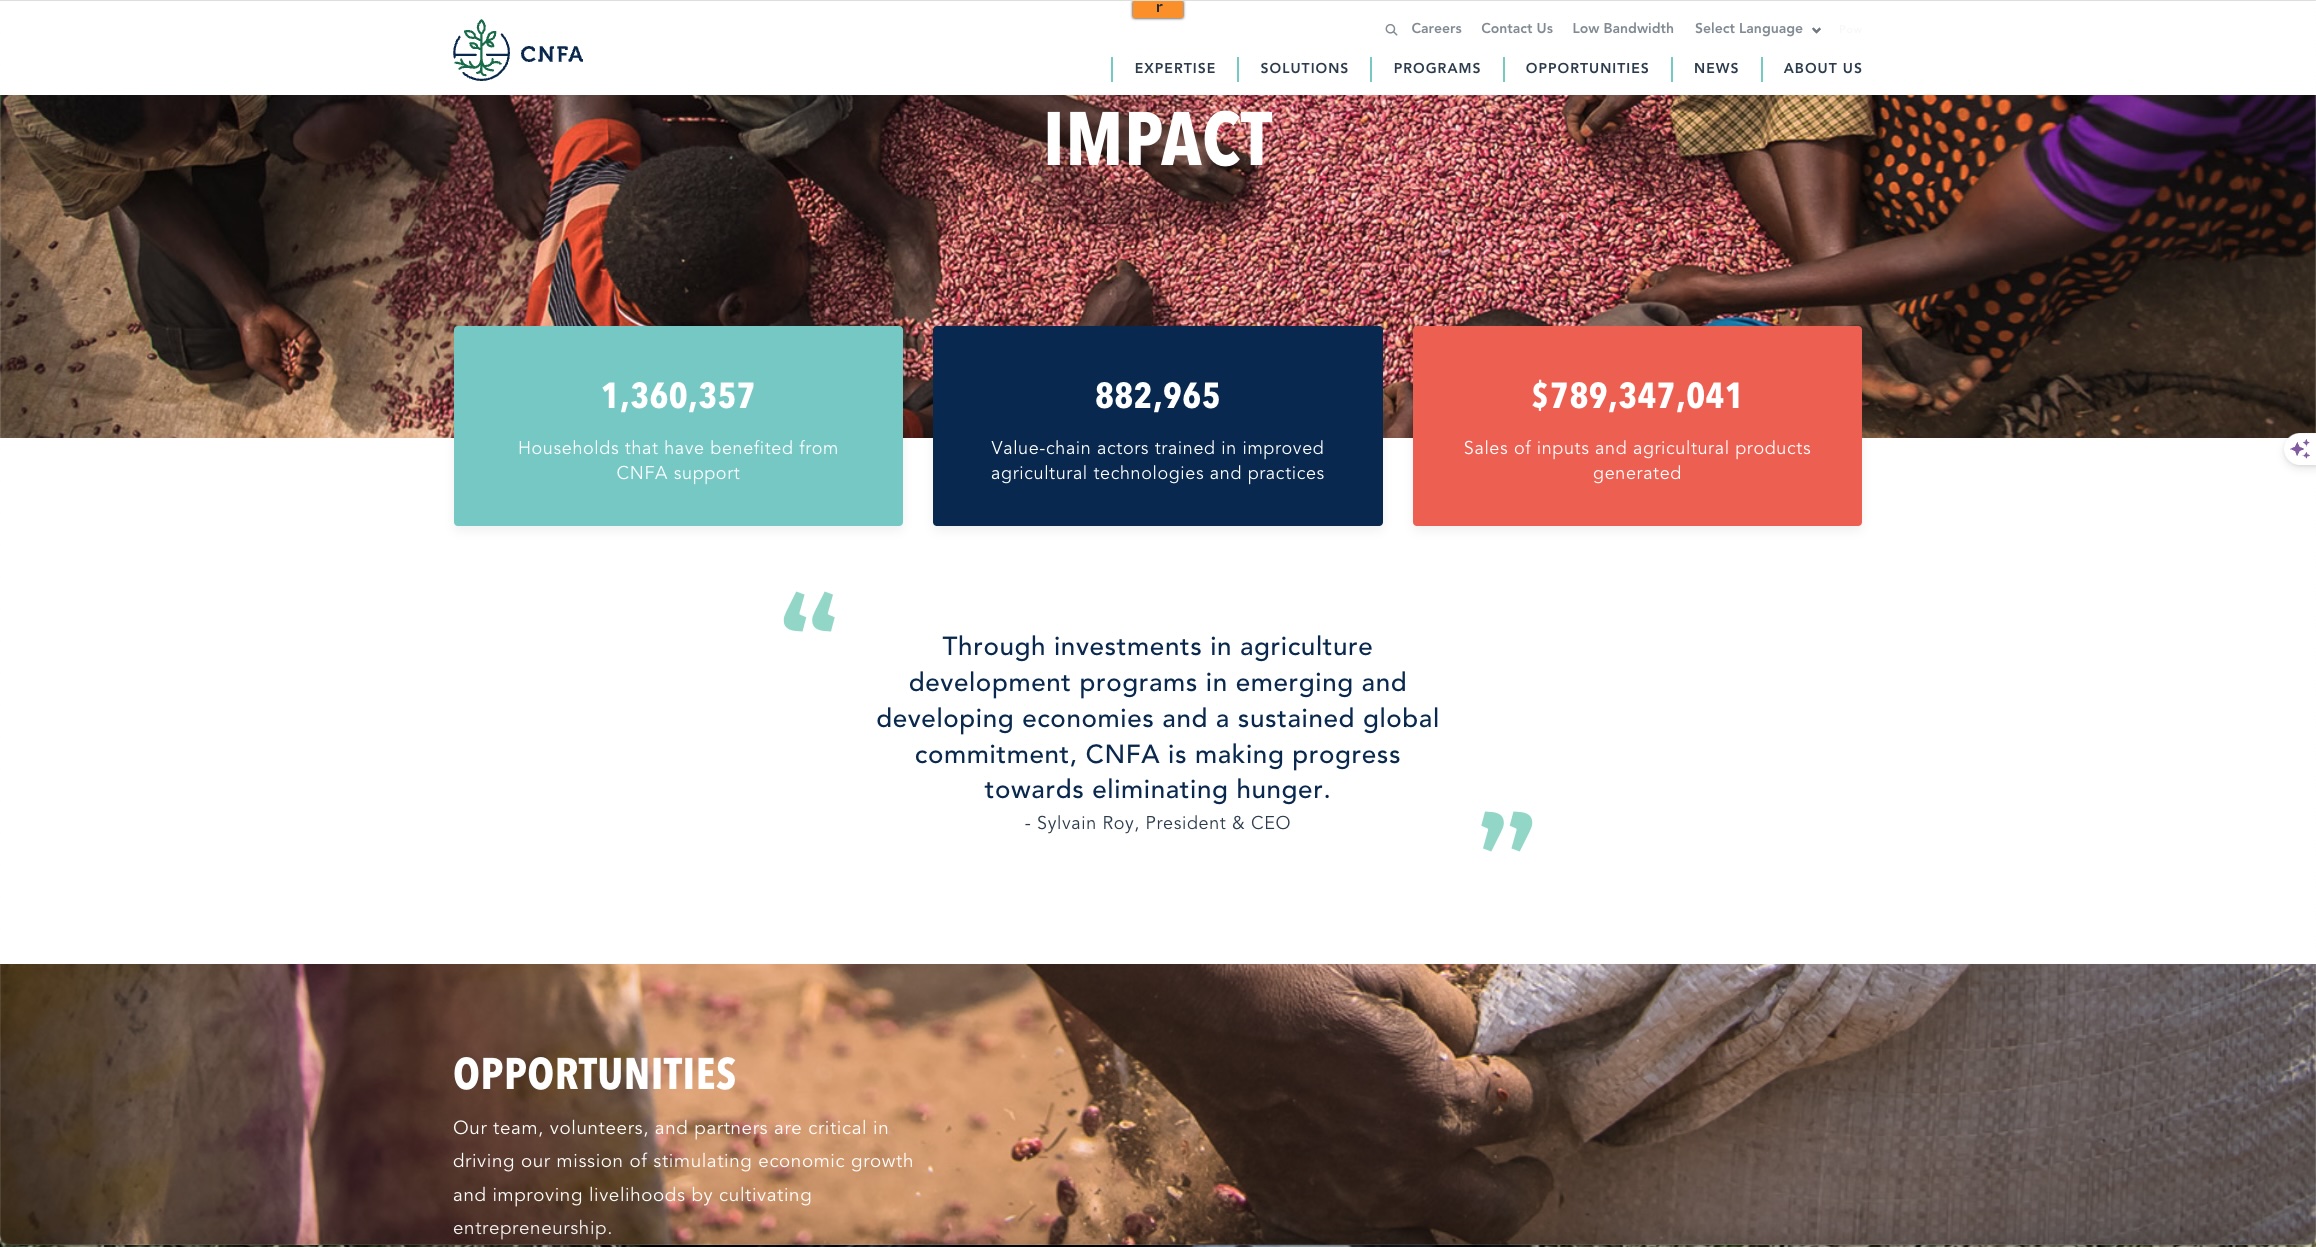 r
Careers Contact Us Low Bandwidth Select Language
CNFA
EXPERTISE SOLUTIONS PROGRAMS OPPORTUNITIES NEWS ABOUT US
IMPACT
1,360,357
Households that have benefited from
CNFA support
882,965
Value-chain actors trained in improved
agricultural technologies and practices
$789,347,041
Sales of inputs and agricultural products
generated
“
Through investments in agriculture
development programs in emerging and
developing economies and a sustained global
commitment, CNFA is making progress
towards eliminating hunger.
- Sylvain Roy, President & CEO
”
OPPORTUNITIES
Our team, volunteers, and partners are critical in
driving our mission of stimulating economic growth
and improving livelihoods by cultivating
entrepreneurship.